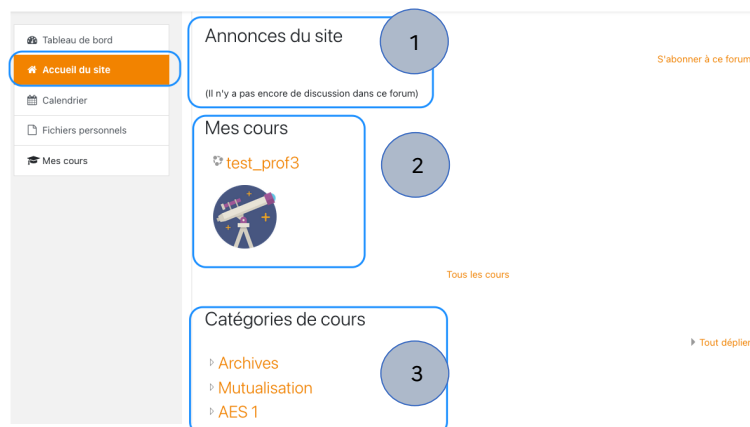 Tableau de bord
Accueil du site
Calendrier
Fichiers personnels
Mes cours
Annonces du site
1
S'abonner à ce forum
(Il n'y a pas encore de discussion dans ce forum)
Mes cours
test_prof3
2
Tous les cours
Catégories de cours
Tout déplier
Archives
Mutualisation
AES 1
3